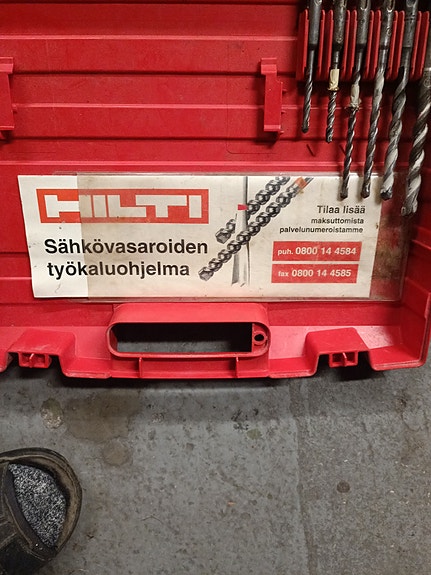 HILTI
Sähkövasaroiden
työkaluohjelma
Tilaa lisää
maksuttomista
palvelunumeroistamme
puh. 0800 14 4584
fax 0800 14 4585